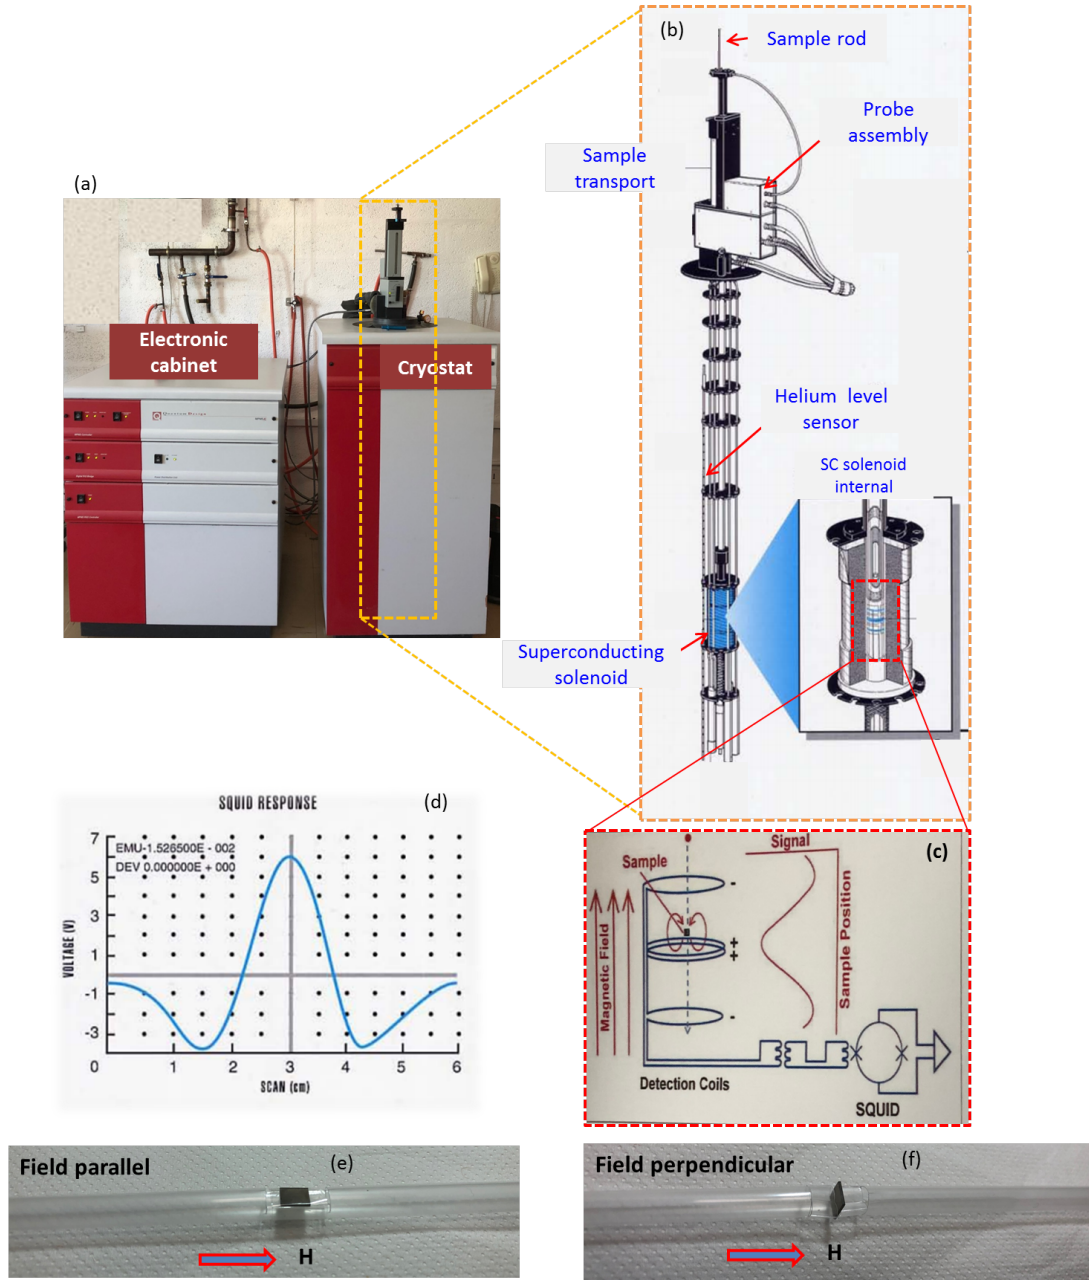 (a)
Electronic
cabinet
Cryostat
QUANTUM DESIGN
(b)
Sample rod
Probe
assembly
Sample
transport
Helium level
sensor
SC solenoid
internal
Superconducting
solenoid
(c)
Sample
Signal
-
+
+
-
Magnetic Field
Sample Position
Detection Coils
SQUID
(d)
SQUID RESPONSE
EMU-1.526500E - 002
DEV 0.000000E + 000
VOLTAGE (V)
7
5
3
1
-1
-3
0 1 2 3 4 5 6
SCAN (cm)
Field parallel
(e)
H
Field perpendicular
(f)
H